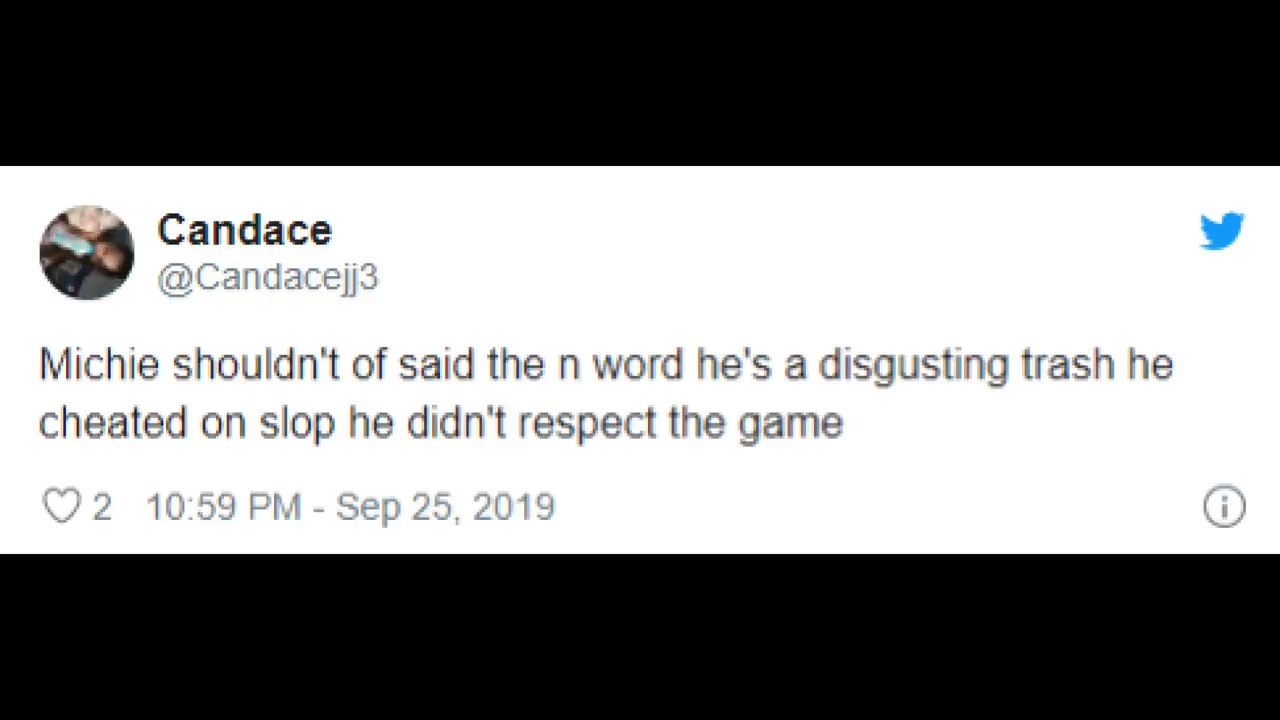 Candace
@Candacejj3
Michie shouldn't of said the n word he's a disgusting trash he
cheated on slop he didn't respect the game
2 10:59 PM - Sep 25, 2019